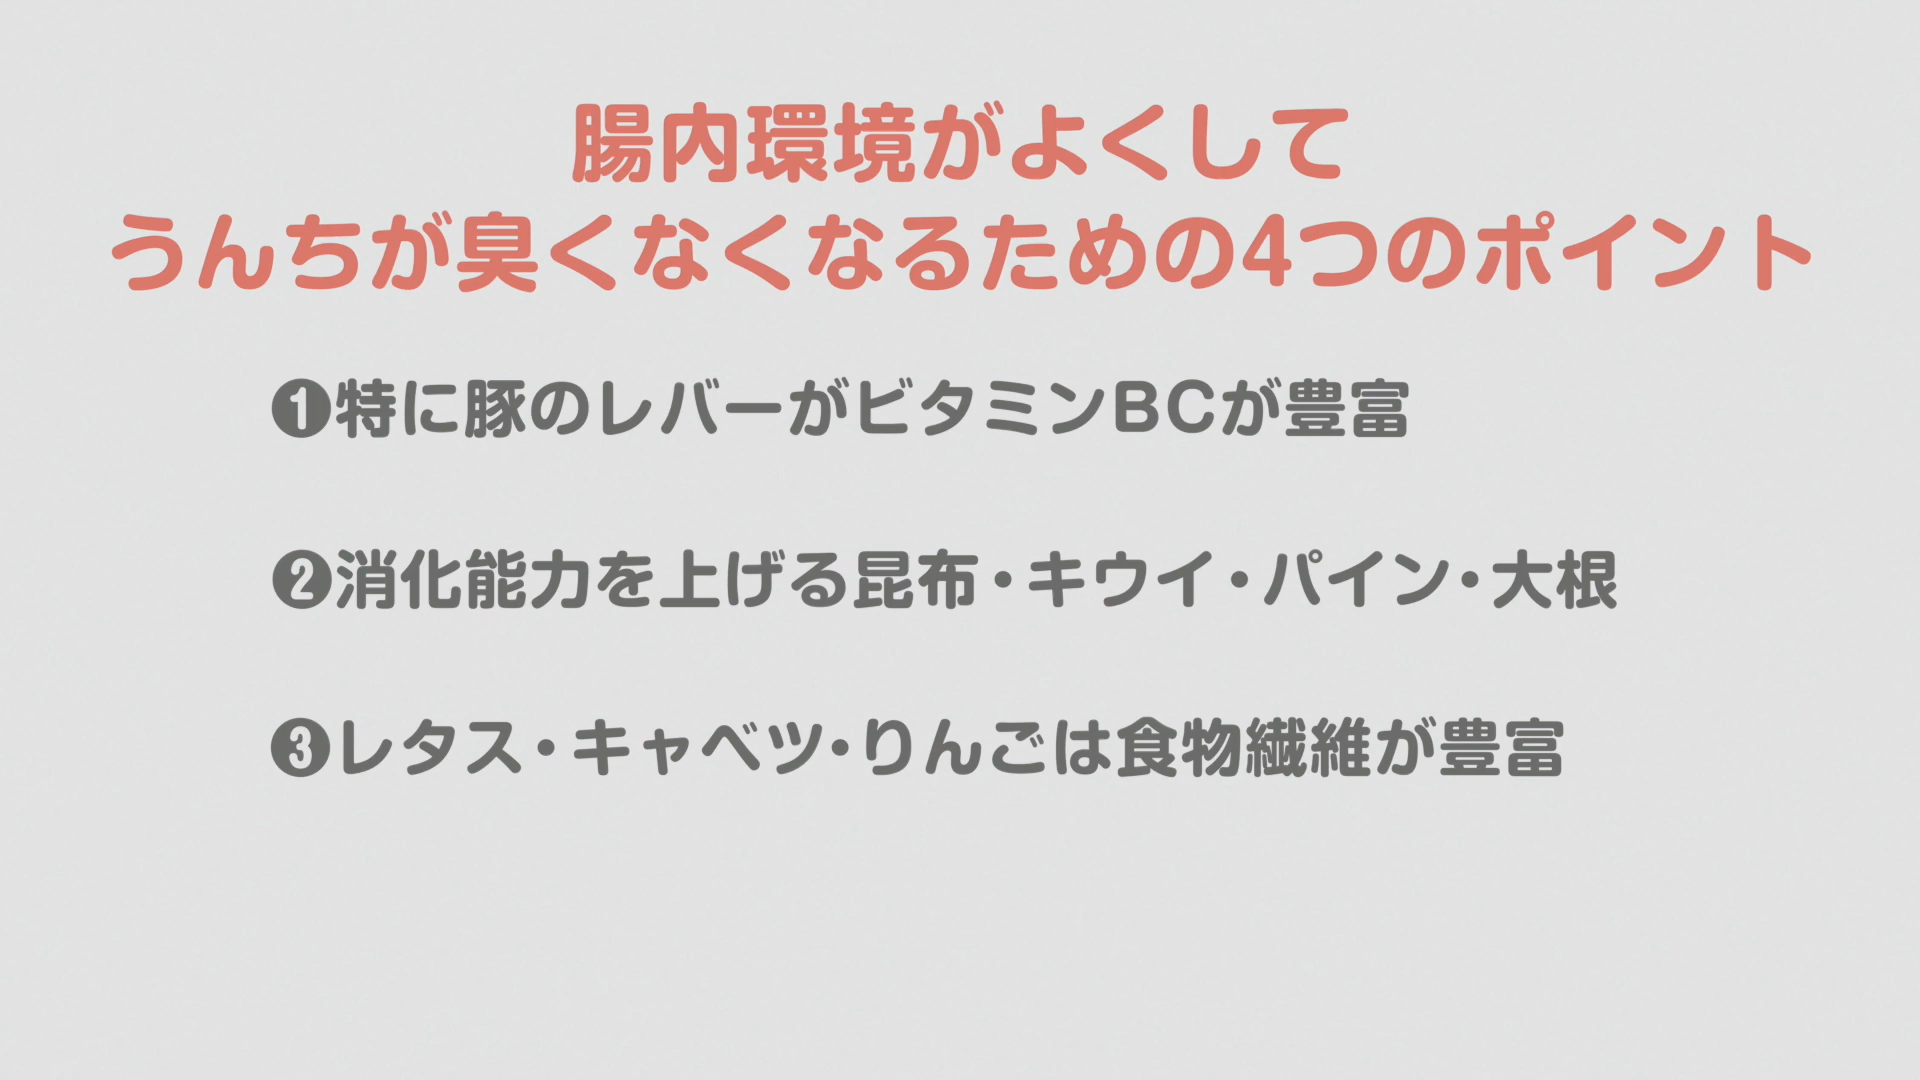 腸内環境がよくして
うんちが臭くなくなるための4つのポイント
❶特に豚のレバーがビタミンBCが豊富
❷消化能力を上げる昆布・キウイ・パイン・大根
❸レタス・キャベツ・りんごは食物繊維が豊富